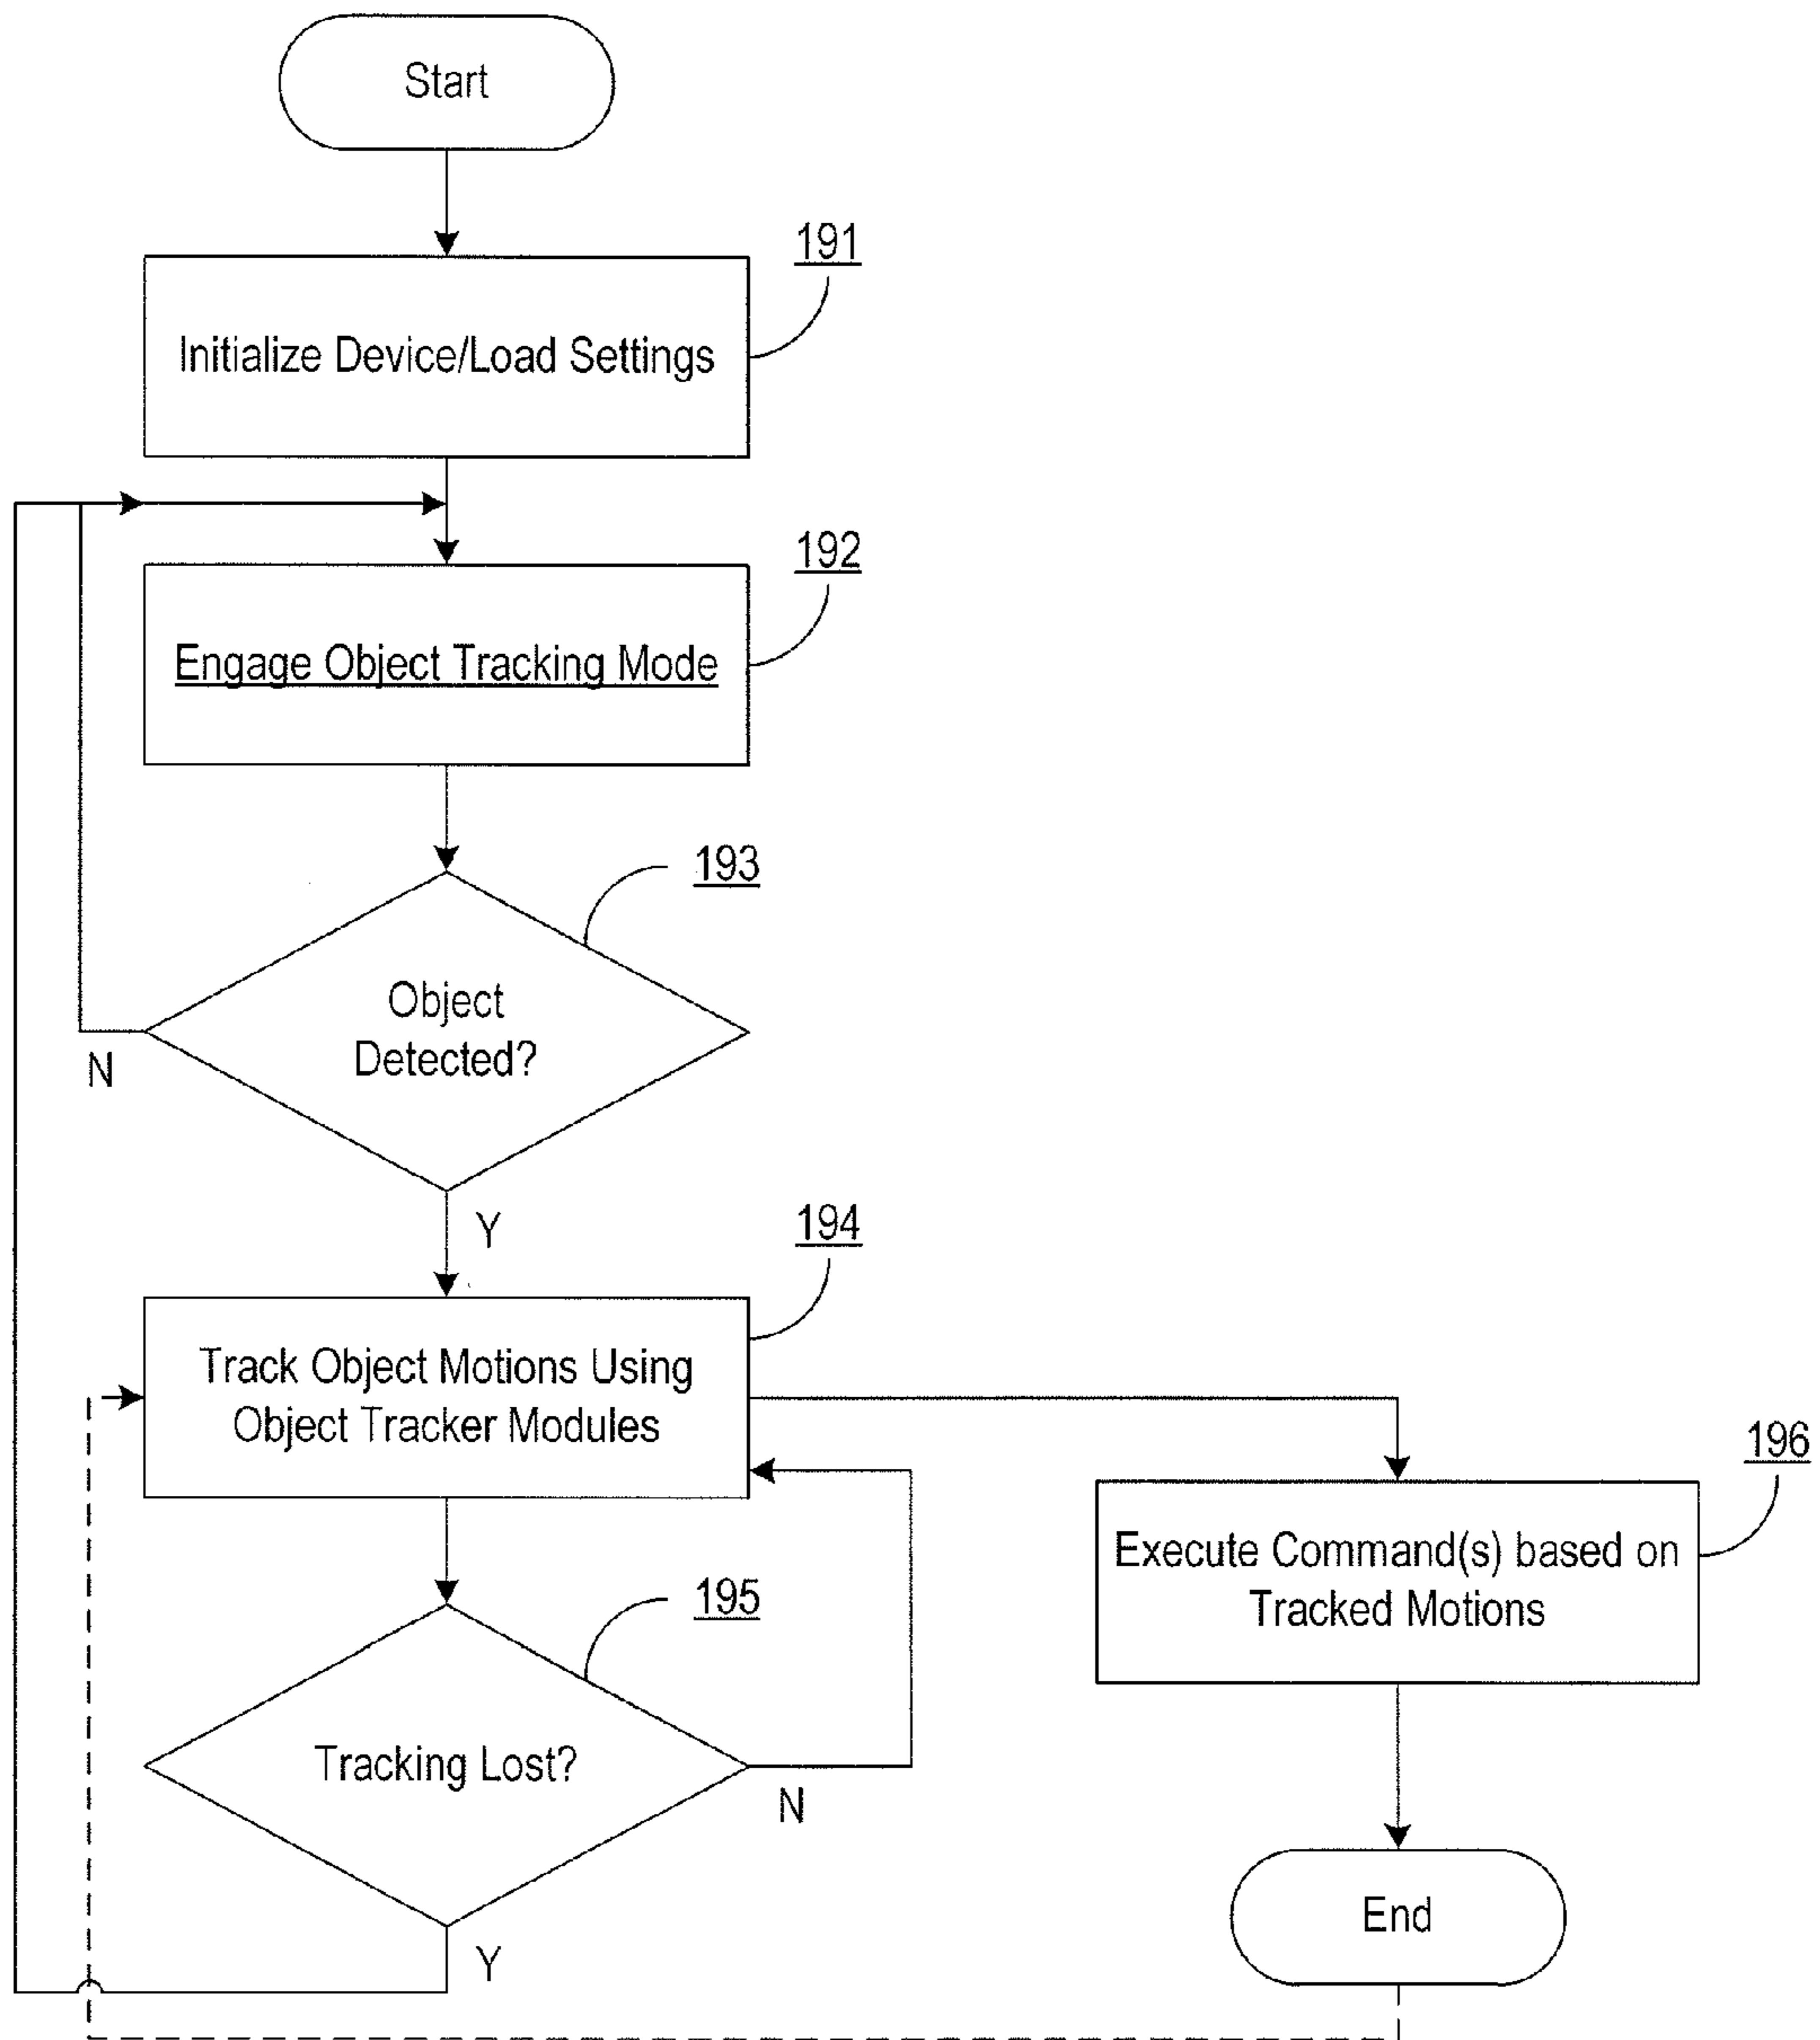 Start
191
Initialize Device/Load Settings
192
Engage Object Tracking Mode
193
Object
Detected?
N
Y
194
Track Object Motions Using
Object Tracker Modules
196
Execute Command(s) based on
Tracked Motions
195
Tracking Lost?
N
Y
End